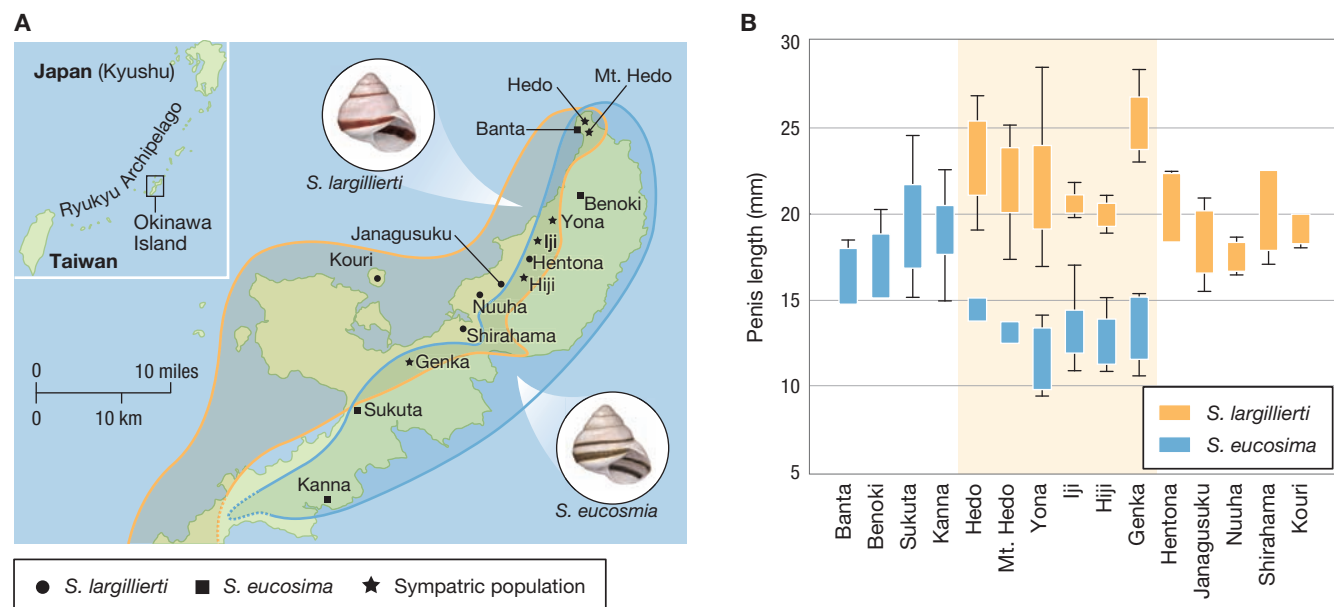 A
Japan (Kyushu)
Ryukyu Archipelago
Okinawa
Island
Taiwan
S. largillierti
Hedo
Mt. Hedo
Banta
Benoki
Yona
Iji
Janagusuku
Hentona
Kouri
Hiji
Nuuha
Shirahama
Genka
0 10 miles
0 10 km
Sukuta
Kanna
S. eucosmia
S. largillierti
S. eucosima
Sympatric population
B
Penis length (mm)
30
25
20
15
10
5
S. largillierti
S. eucosima
Banta
Benoki
Sukuta
Kanna
Hedo
Mt. Hedo
Yona
Iji
Hiji
Genka
Hentona
Janagusuku
Nuuha
Shirahama
Kouri